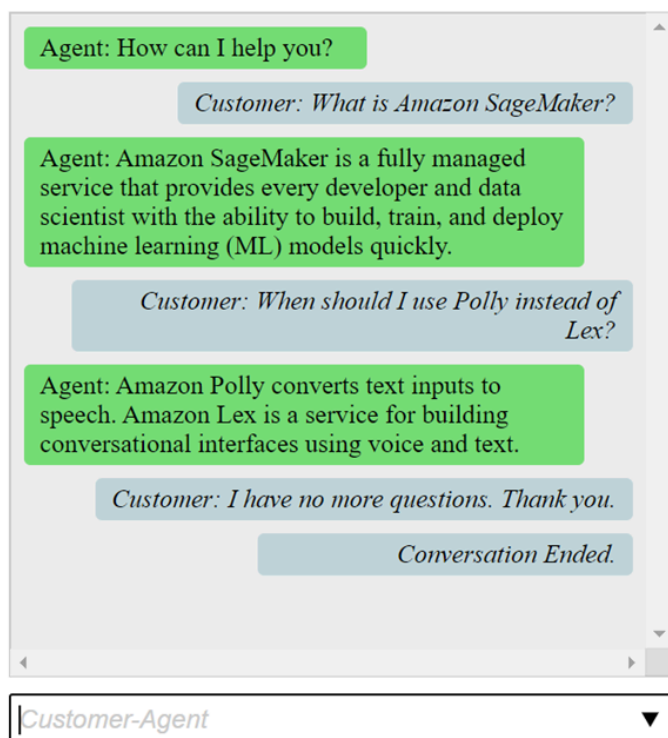 Agent: How can I help you?
Customer: What is Amazon SageMaker?
Agent: Amazon SageMaker is a fully managed
service that provides every developer and data
scientist with the ability to build, train, and deploy
machine learning (ML) models quickly.
Customer: When should I use Polly instead of
Lex?
Agent: Amazon Polly converts text inputs to
speech. Amazon Lex is a service for building
conversational interfaces using voice and text.
Customer: I have no more questions. Thank you.
Conversation Ended.
Customer-Agent